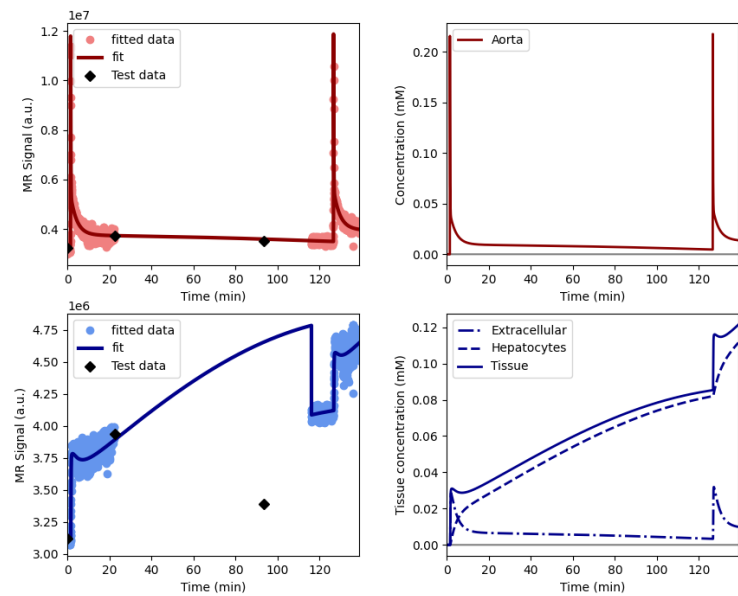 1e7
1.2
1.0
0.8
0.6
0.4
MR Signal (a.u.)
fitted data
fit
Test data
0 20 40 60 80 100 120
Time (min)
0.20
0.15
0.10
0.05
0.00
Concentration (mM)
Aorta
0 20 40 60 80 100 120
Time (min)
1e6
4.75
4.50
4.25
4.00
3.75
3.50
3.25
3.00
MR Signal (a.u.)
fitted data
fit
Test data
0 20 40 60 80 100 120
Time (min)
0.12
0.10
0.08
0.06
0.04
0.02
0.00
Tissue concentration (mM)
Extracellular
Hepatocytes
Tissue
0 20 40 60 80 100 120
Time (min)